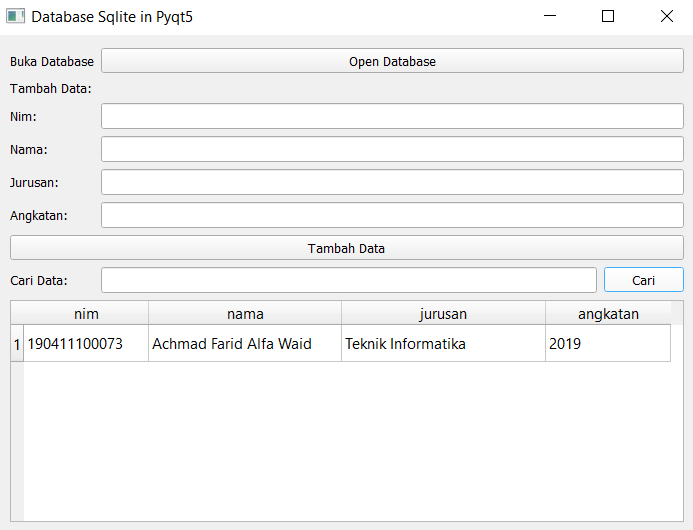 Database Sqlite in Pyqt5
Buka Database Open Database
Tambah Data:
Nim:
Nama:
Jurusan:
Angkatan:
Tambah Data
Cari Data: Cari
nim nama jurusan angkatan
1 190411100073 Achmad Farid Alfa Waid Teknik Informatika 2019